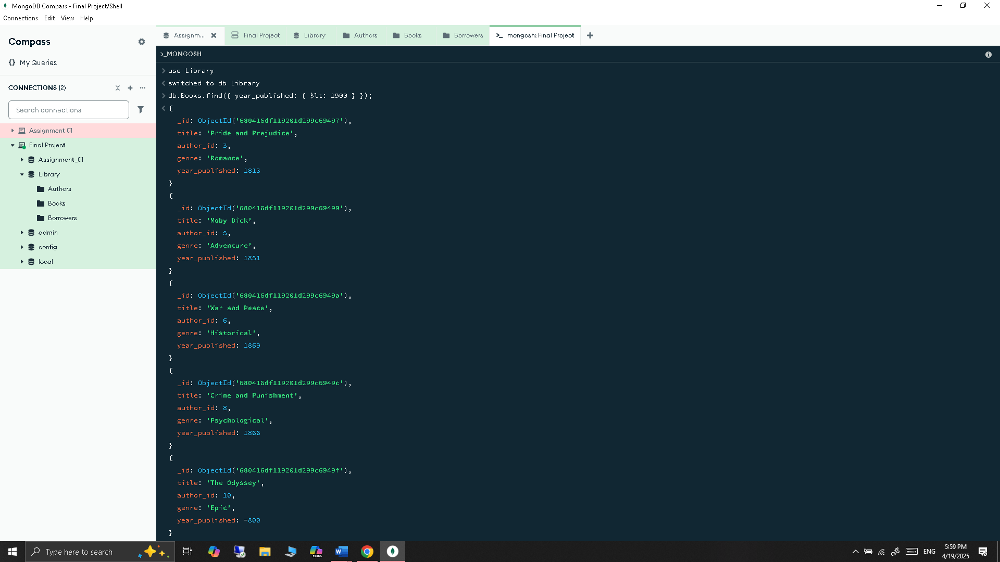 MongoDB Compass - Final Project/Shell
Connections Edit View Help
Compass
{} My Queries
CONNECTIONS (2)
Search connections
Assignment 01
Final Project
Assignment_01
Library
Authors
Books
Borrowers
admin
config
local
Assignm... Final Project Library Authors Books Borrowers mongosh: Final Project
>_MONGOSH
> use Library
< switched to db Library
> db.Books.find({ year_published: { $lt: 1900 } });
< {
_id: ObjectId('680416df119201d299c69497'),
title: 'Pride and Prejudice',
author_id: 3,
genre: 'Romance',
year_published: 1813
}
{
_id: ObjectId('680416df119201d299c69499'),
title: 'Moby Dick',
author_id: 5,
genre: 'Adventure',
year_published: 1851
}
{
_id: ObjectId('680416df119201d299c6949a'),
title: 'War and Peace',
author_id: 6,
genre: 'Historical',
year_published: 1869
}
{
_id: ObjectId('680416df119201d299c6949c'),
title: 'Crime and Punishment',
author_id: 8,
genre: 'Psychological',
year_published: 1866
}
{
_id: ObjectId('680416df119201d299c6949f'),
title: 'The Odyssey',
author_id: 10,
genre: 'Epic',
year_published: -800
}
Type here to search
M365
ENG
5:59 PM
4/19/2025